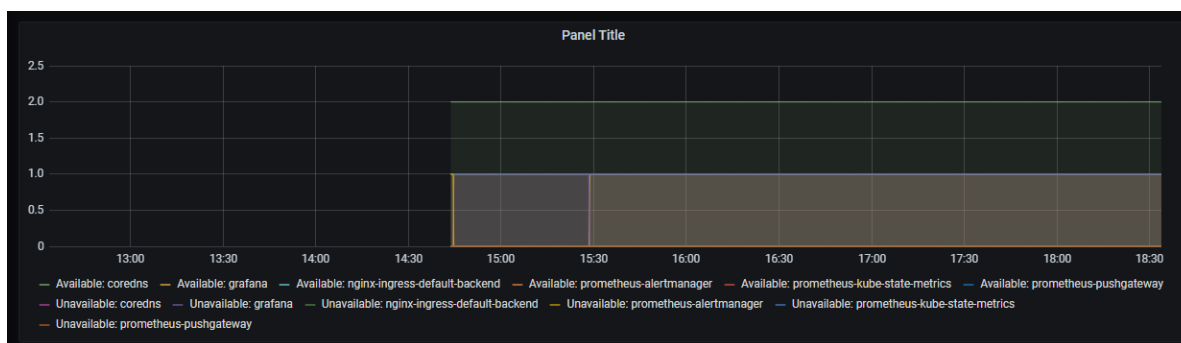 Panel Title
2.5
2.0
1.5
1.0
0.5
0
13:00 13:30 14:00 14:30 15:00 15:30 16:00 16:30 17:00 17:30 18:00 18:30
Available: coredns Available: grafana Available: nginx-ingress-default-backend Available: prometheus-alertmanager Available: prometheus-kube-state-metrics Available: prometheus-pushgateway
Unavailable: coredns Unavailable: grafana Unavailable: nginx-ingress-default-backend Unavailable: prometheus-alertmanager Unavailable: prometheus-kube-state-metrics
Unavailable: prometheus-pushgateway